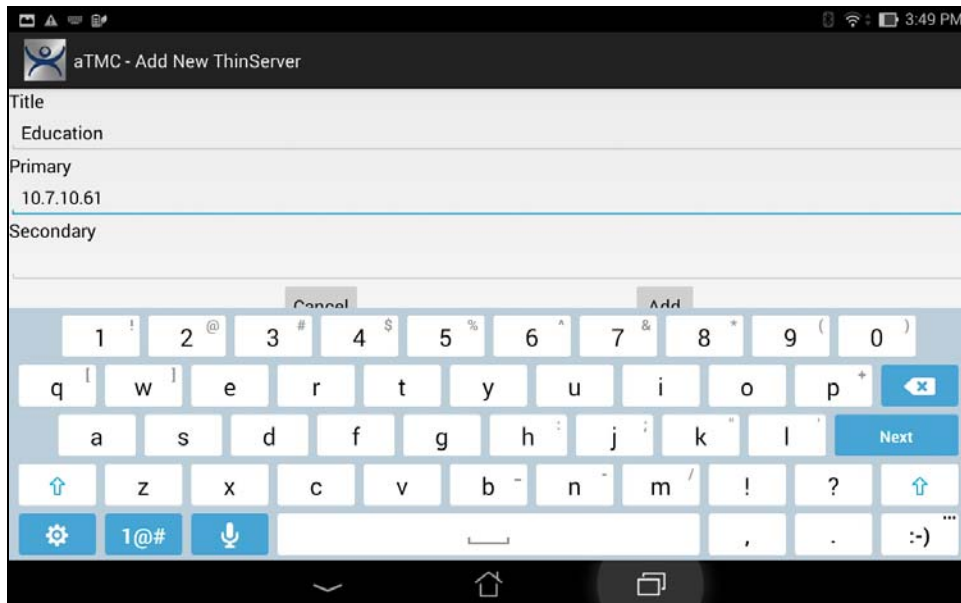 3:49 PM
aTMC - Add New ThinServer
Title
Education
Primary
10.7.10.61
Secondary
Cancel Add
1 ! 2 @ 3 # 4 $ 5 % 6 ^ 7 & 8 * 9 ( 0 )
q [ w ] e r t y u i o p +
a s d f g h : j ; k " l ' Next
z x c v b - n - m / ! ?
1@# , . :-) ...